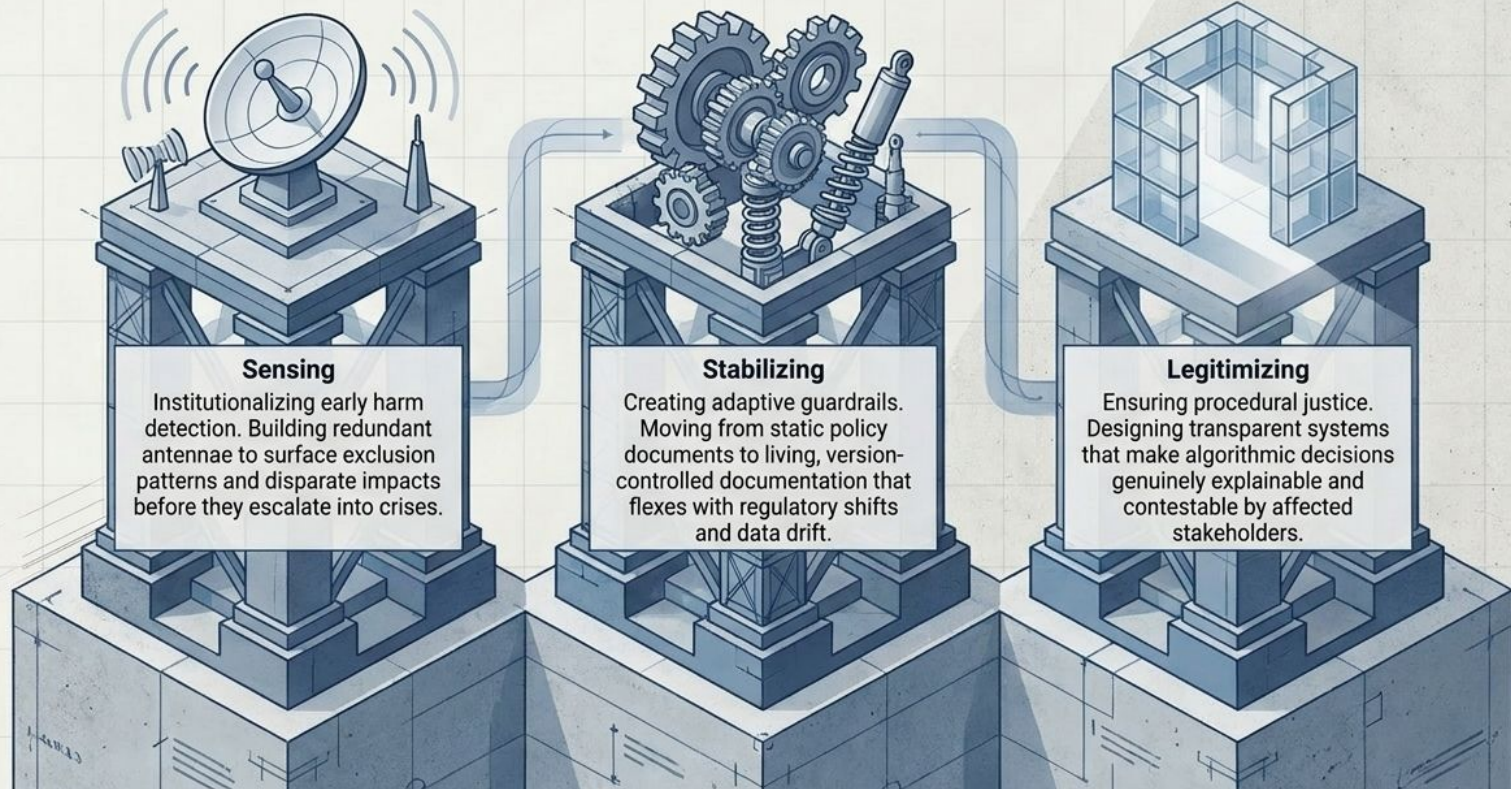 Sensing
Institutionalizing early harm
detection. Building redundant
antennae to surface exclusion
patterns and disparate impacts
before they escalate into crises.
Stabilizing
Creating adaptive guardrails.
Moving from static policy
documents to living, version-
controlled documentation that
flexes with regulatory shifts
and data drift.
Legitimizing
Ensuring procedural justice.
Designing transparent systems
that make algorithmic decisions
genuinely explainable and
contestable by affected
stakeholders.